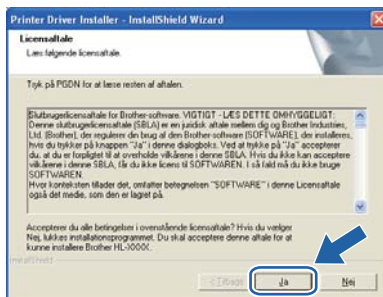 Printer Driver Installer - InstallShield Wizard
Licensaftale
Læs følgende licensaftale.
Tryk på PGDN for at læse resten af aftalen.
Slutbrugerlicensaftale for Brother-software. VIGTIGT - LÆS DETTE OMHYGGELIGT:
Denne slutbrugerlicensaftale (SBLA) er en juridisk aftale mellem dig og Brother Industries,
Ltd. (Brother), der regulerer din brug af den Brother-software (SOFTWARE), der installeres,
hvis du trykker på knappen "Ja" i denne dialogboks. Ved at trykke på "Ja" accepterer
du, at du er forpligtet til at overholde vilkårene i denne SBLA. Hvis du ikke kan acceptere
vilkårene i denne SBLA, får du ikke licens til SOFTWAREN. I så fald må du ikke bruge
SOFTWAREN.
Hvor konteksten tillader det, omfatter betegnelsen "SOFTWARE" i denne Licensaftale
også det medie, som den er lagret på.
Accepterer du alle betingelser i ovenstående licensaftale? Hvis du vælger
Nej, lukkes installationsprogrammet. Du skal acceptere denne aftale for at
kunne installere Brother HL-XXXX.
InstallShield
< Tilbage
Ja
Nej